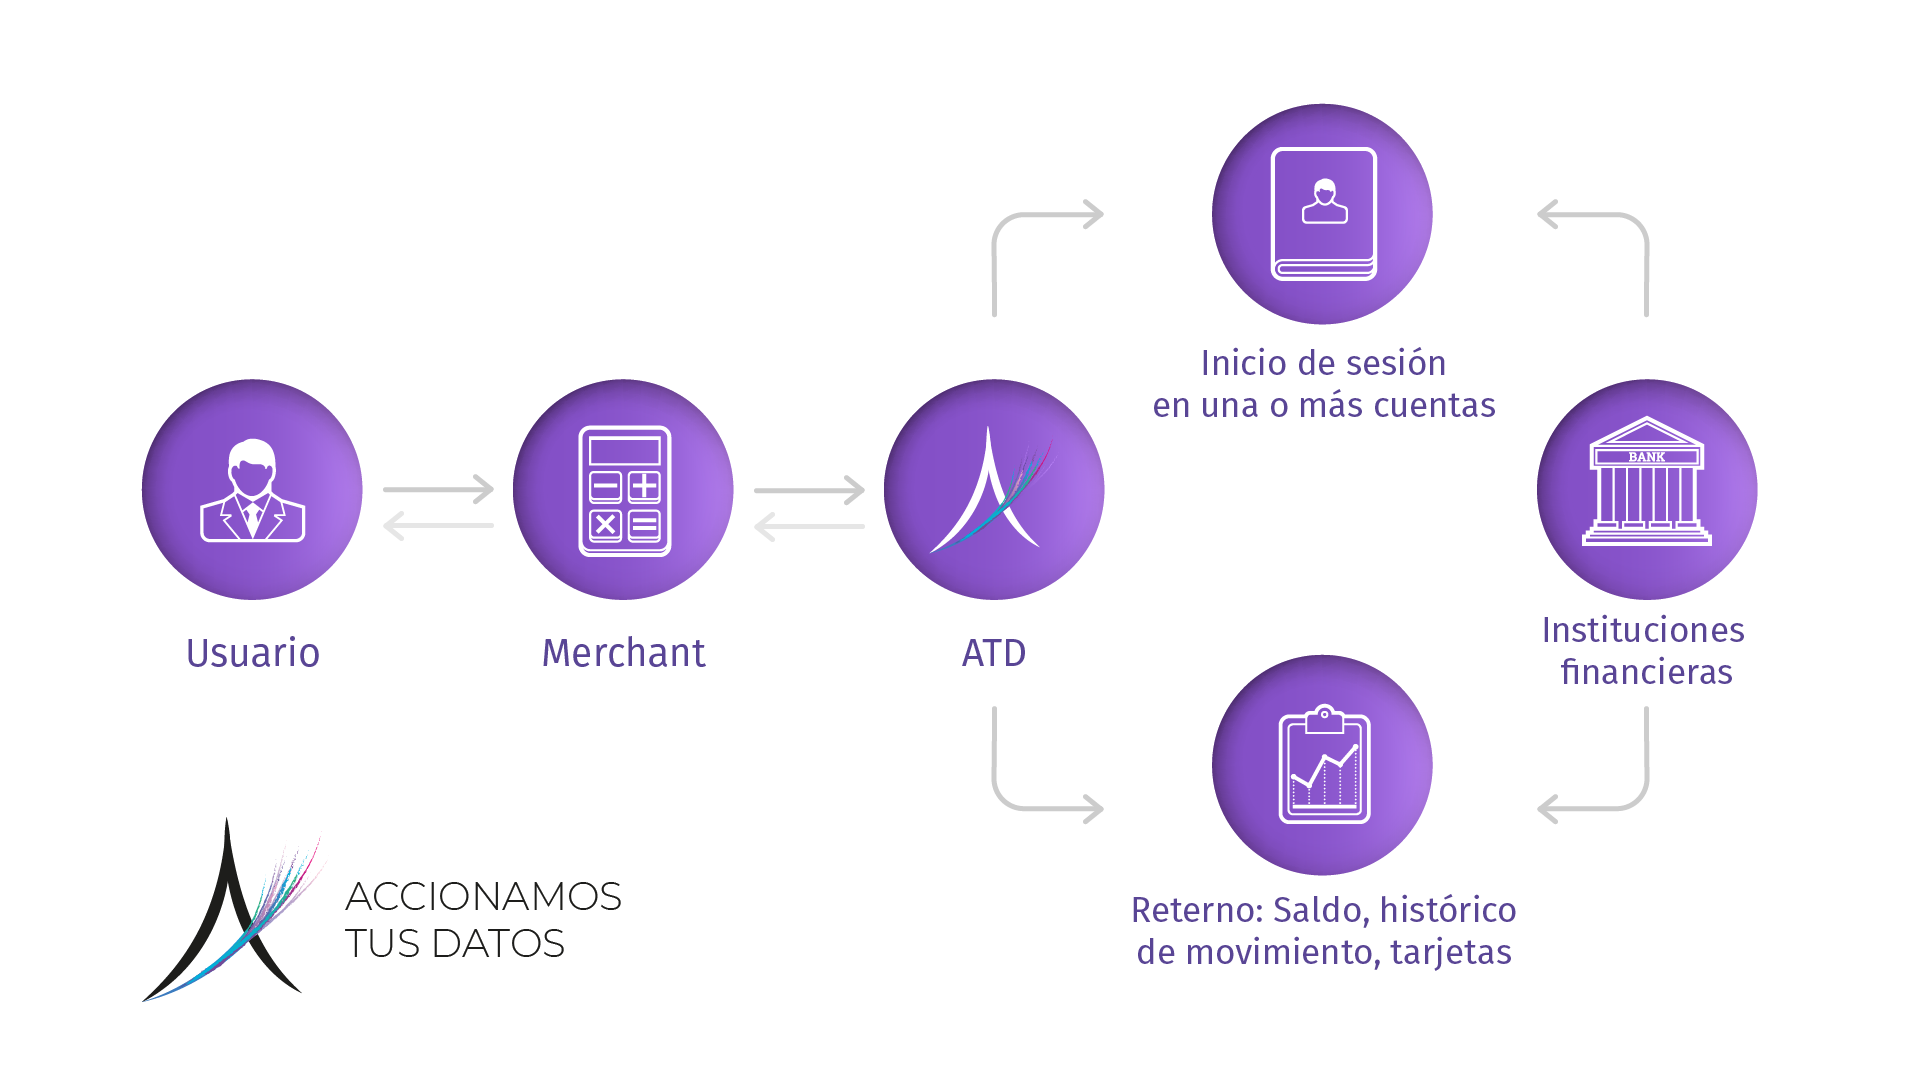 Inicio de sesión
en una o más cuentas
BANK
Usuario
Merchant
ATD
Instituciones
financieras
Reterno: Saldo, histórico
de movimiento, tarjetas
ACCIONAMOS
TUS DATOS